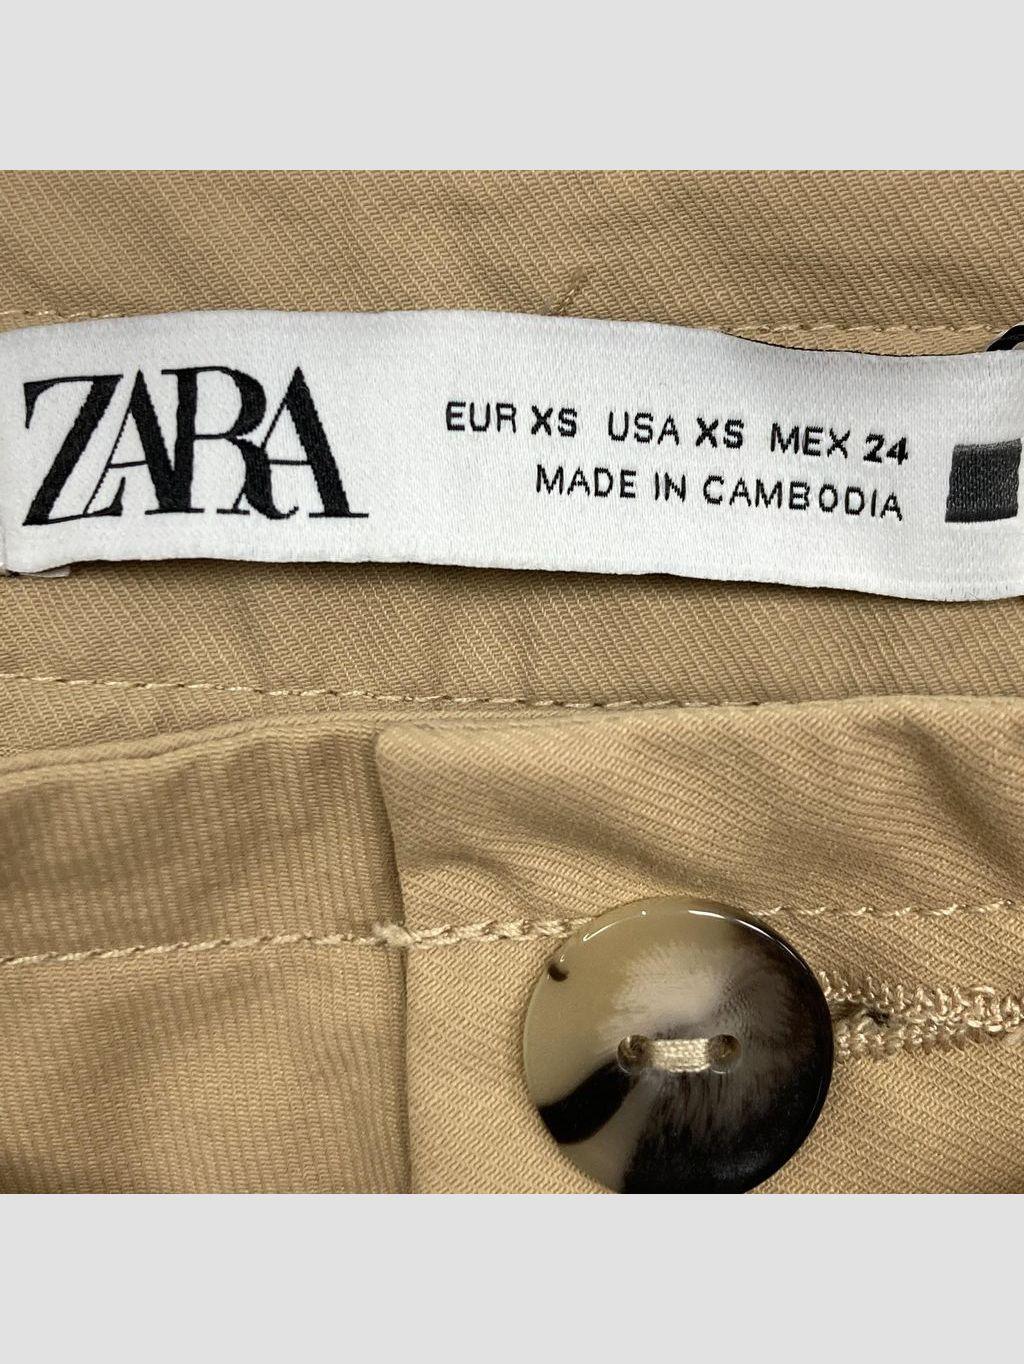 ZARA
EUR XS USA XS MEX 24
MADE IN CAMBODIA